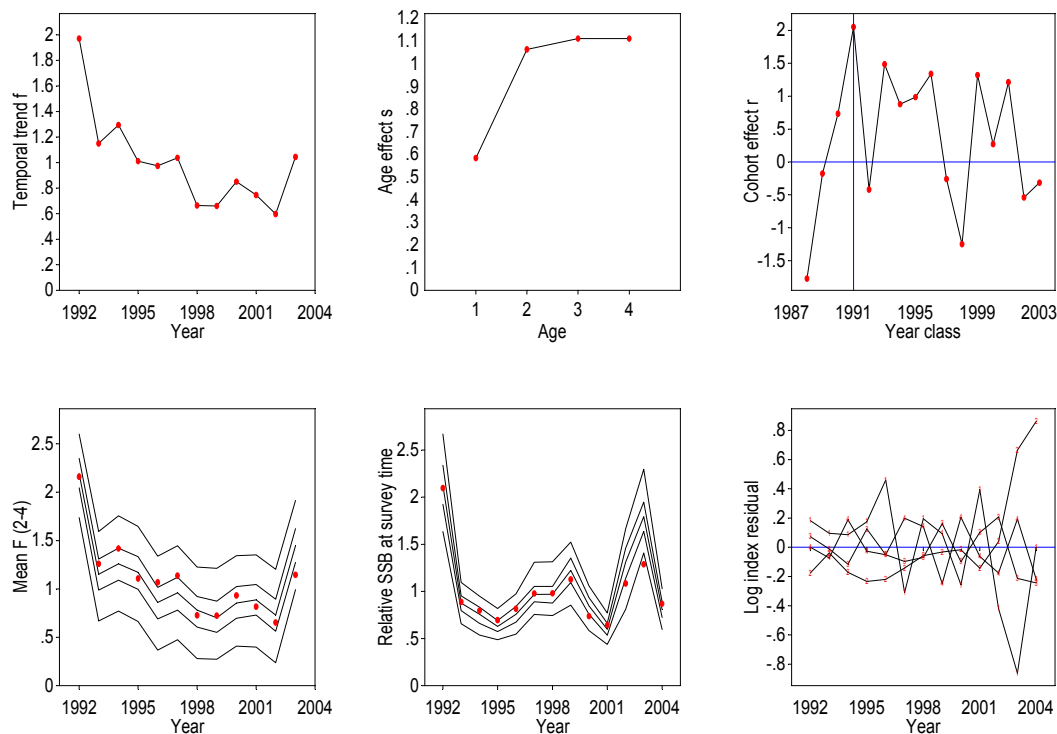 Temporal trend f
2
1.8
1.6
1.4
1.2
1
.8
.6
.4
.2
0
1992 1995 1998 2001 2004
Year
Age effect s
1.2
1.1
1
.9
.8
.7
.6
.5
.4
.3
.2
.1
0
1 2 3 4
Age
Cohort effect r
2
1.5
1
.5
0
-.5
-1
-1.5
1987 1991 1995 1999 2003
Year class
Mean F (2-4)
2.5
2
1.5
1
.5
0
1992 1995 1998 2001 2004
Year
Relative SSB at survey time
2.5
2
1.5
1
.5
0
1992 1995 1998 2001 2004
Year
Log index residual
.8
.6
.4
.2
0
-.2
-.4
-.6
-.8
1992 1995 1998 2001 2004
Year